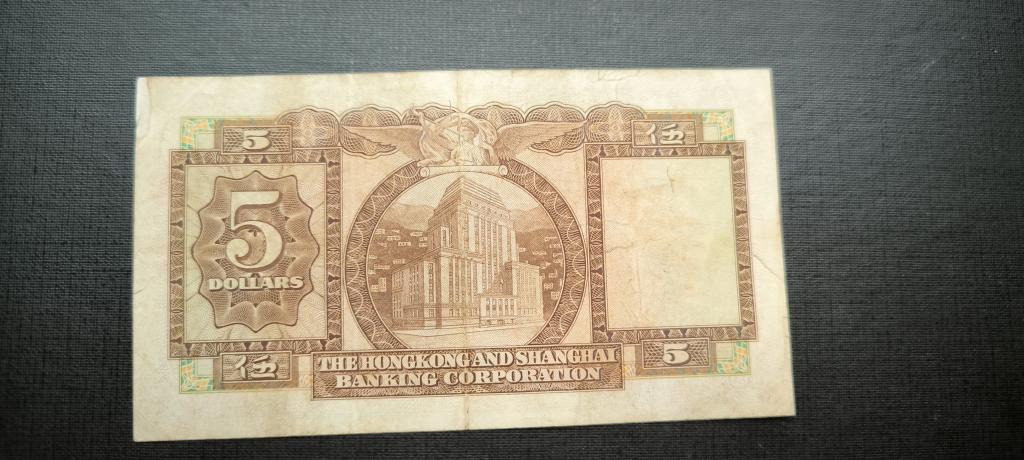 5
伍
5
DOLLARS
伍
5
THE HONGKONG AND SHANGHAI
BANKING CORPORATION